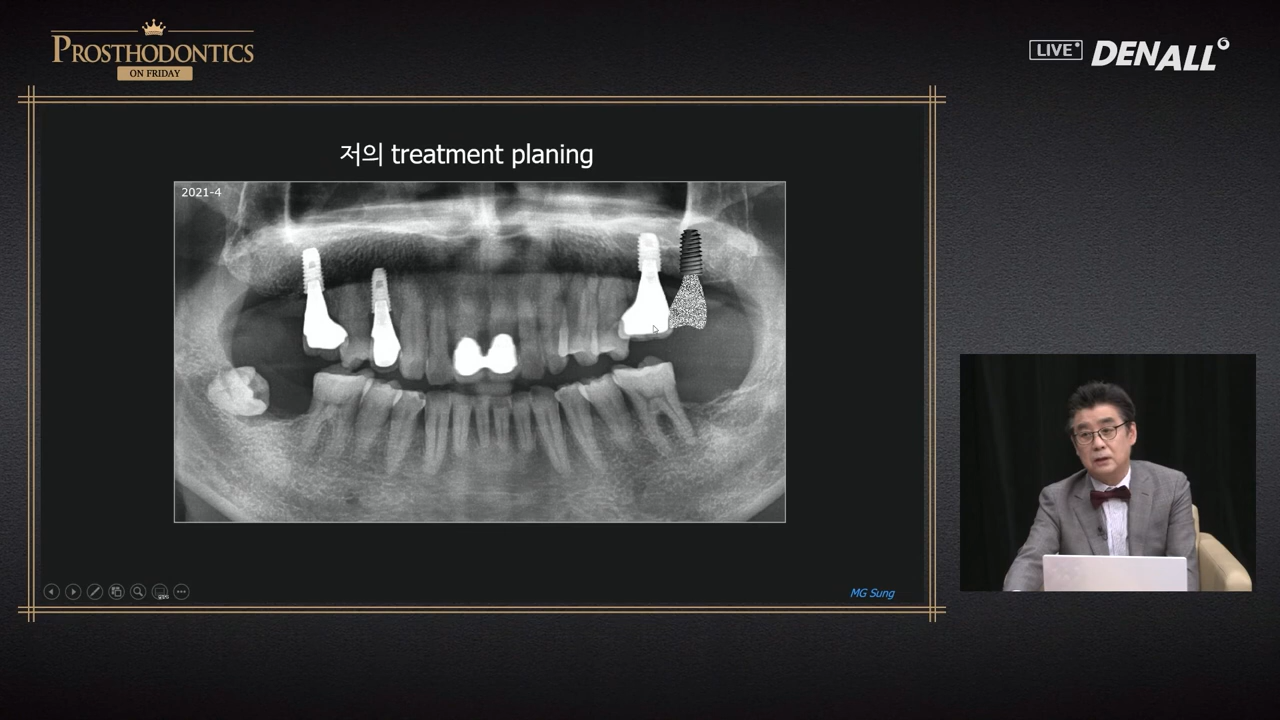 PROSTHODONTICS
ON FRIDAY
LIVE
DENALL
저의 treatment planing
2021-4
MG Sung